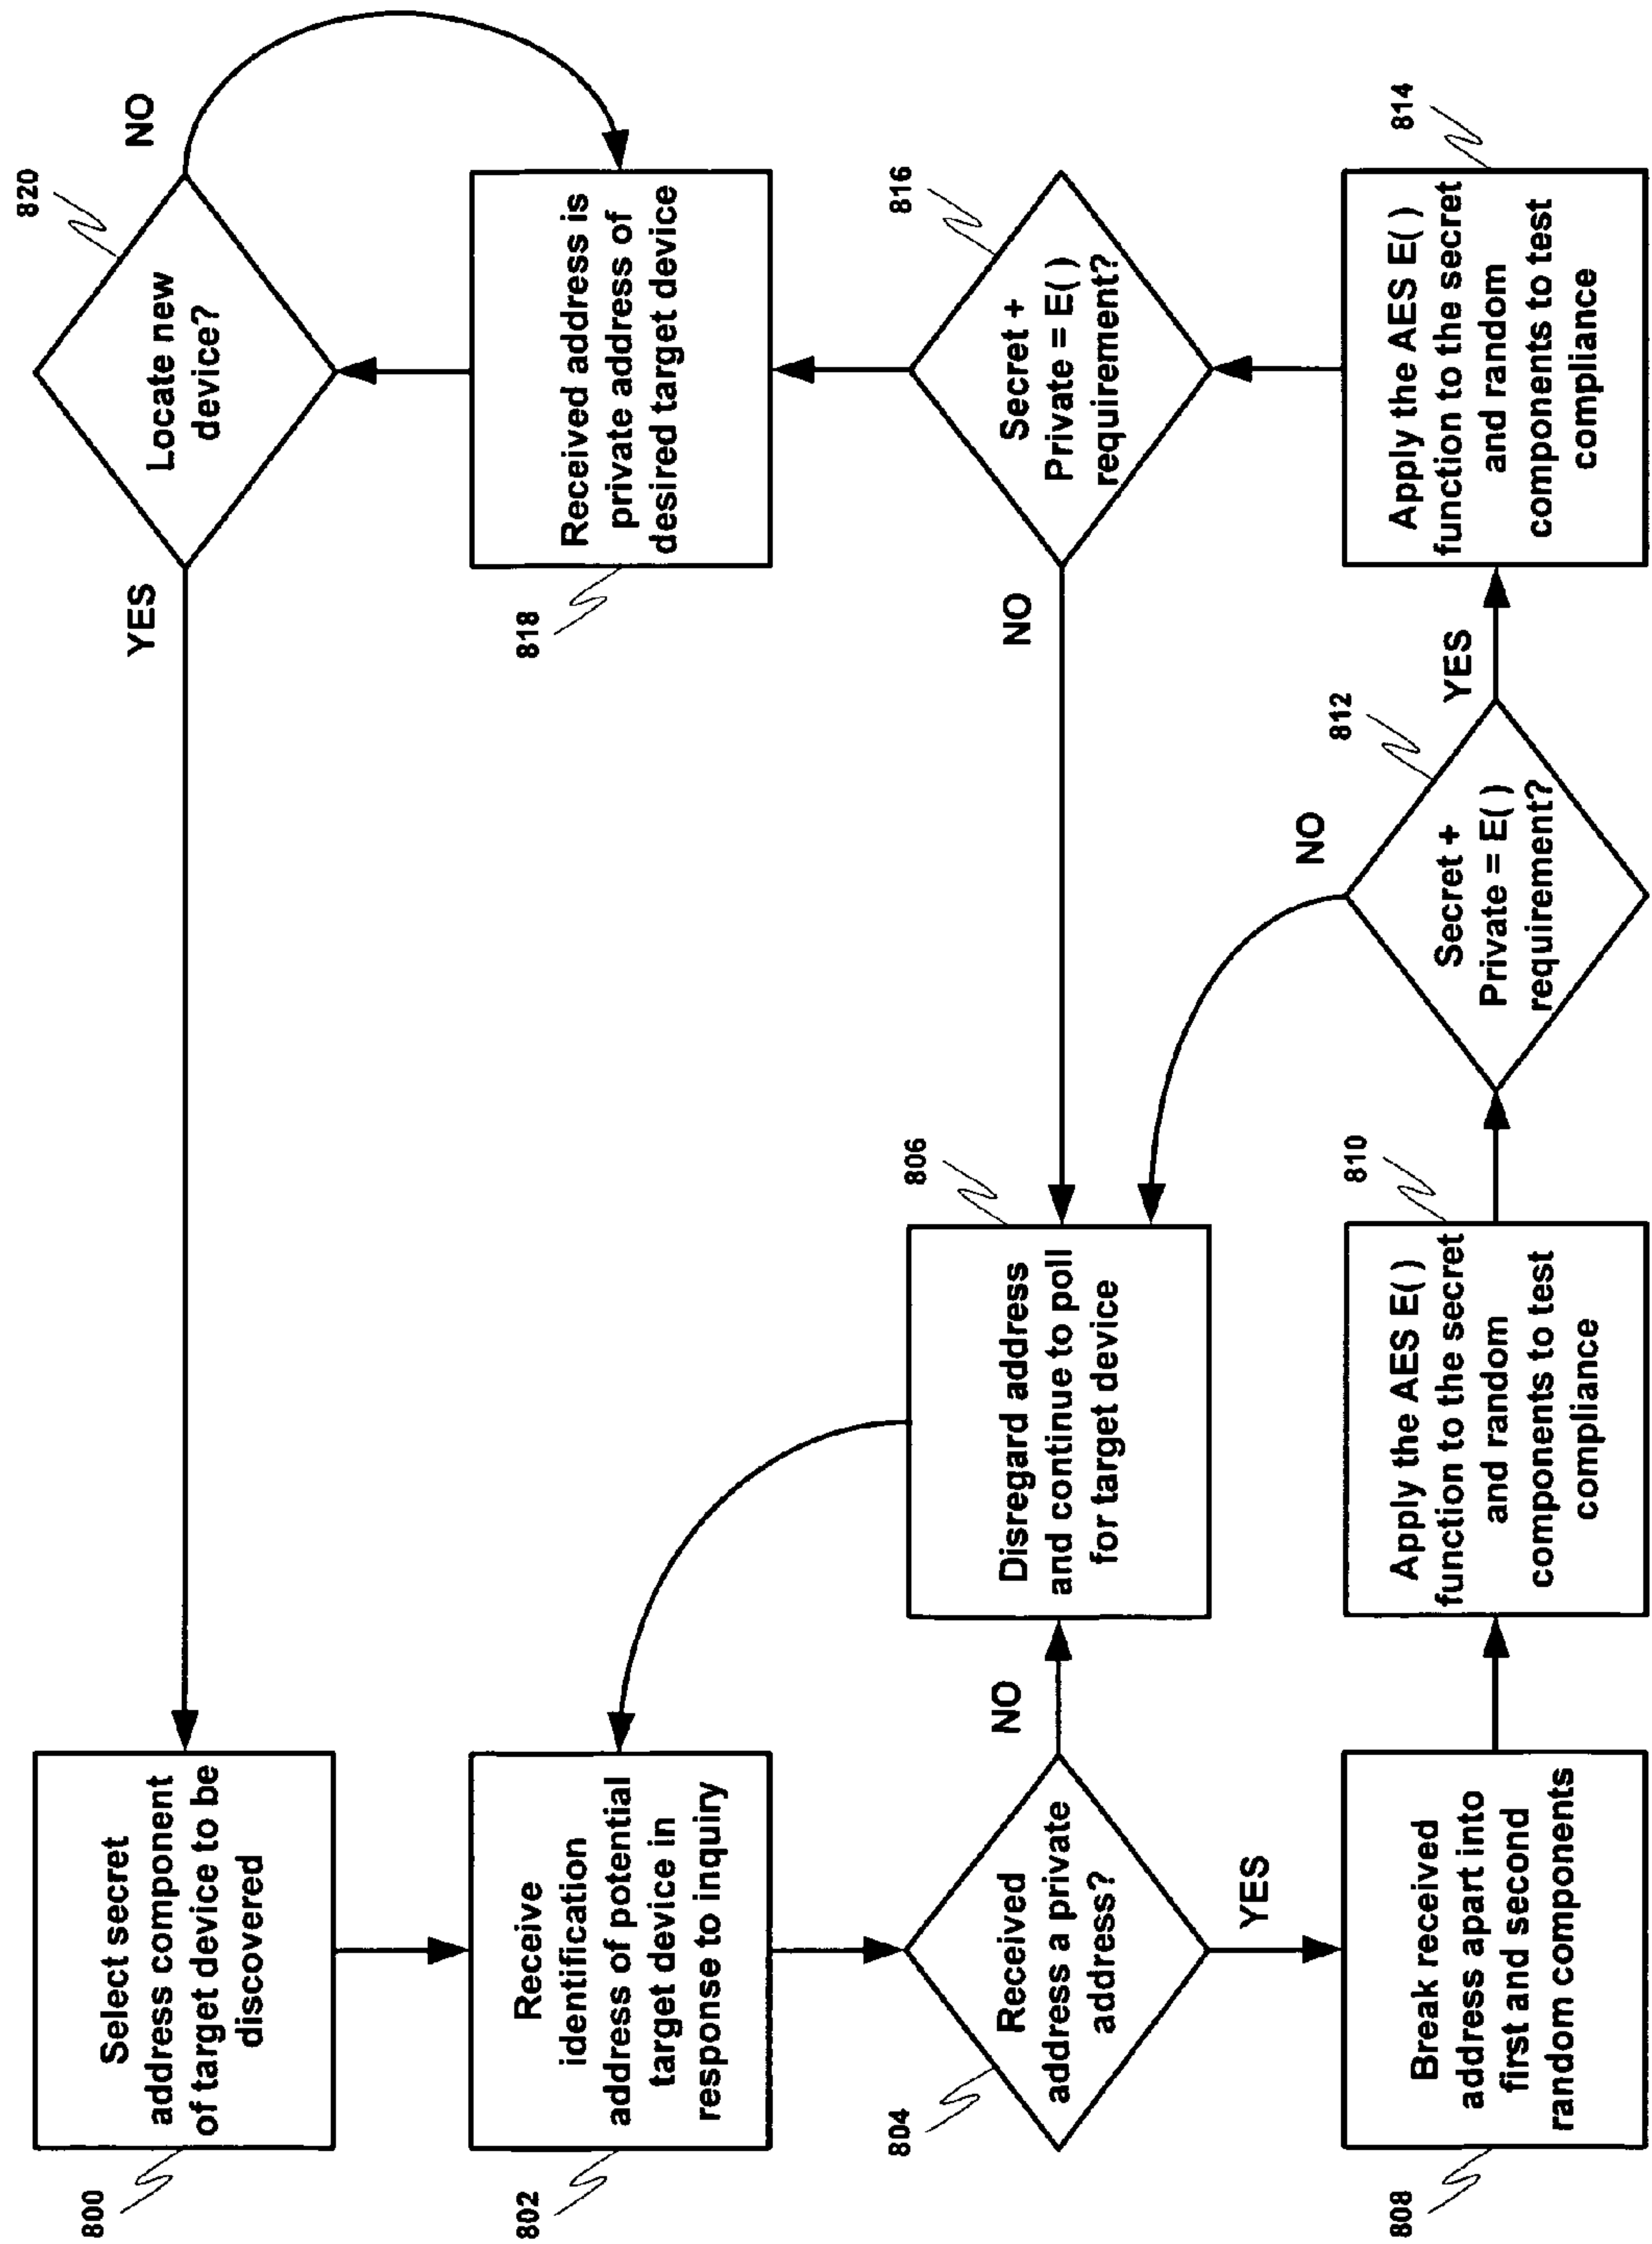 800
Select secret
address component
of target device to be
discovered
802
Receive
identification
address of potential
target device in
response to inquiry
804
Received
address a private
address?
NO
YES
806
Disregard address
and continue to poll
for target device
808
Break received
address apart into
first and second
random components
810
Apply the AES E( )
function to the secret
and random
components to test
compliance
812
Secret +
Private = E( )
requirement?
NO
YES
814
Apply the AES E( )
function to the secret
and random
components to test
compliance
816
Secret +
Private = E( )
requirement?
NO
818
Received address is
private address of
desired target device
820
Locate new
device?
YES
NO